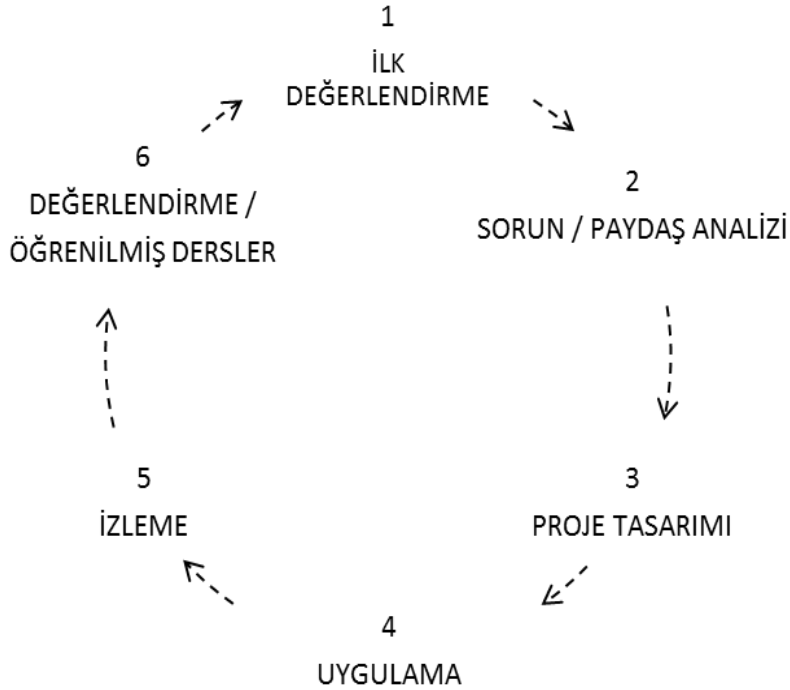 1
İLK
DEĞERLENDİRME
2
SORUN / PAYDAŞ ANALİZİ
3
PROJE TASARIMI
4
UYGULAMA
5
İZLEME
6
DEĞERLENDİRME /
ÖĞRENİLMİŞ DERSLER